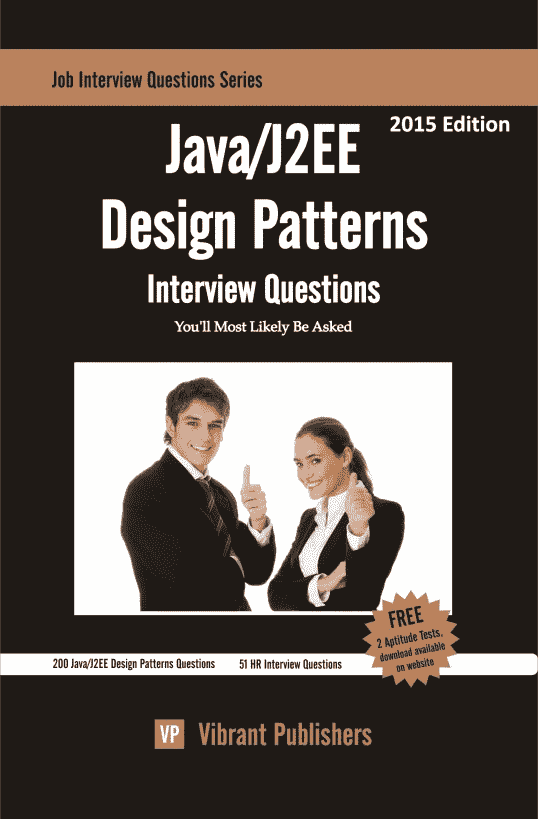 Job Interview Questions Series
2015 Edition
Java/J2EE
Design Patterns
Interview Questions
You'll Most Likely Be Asked
FREE
2 Aptitude Tests,
download available
on website
200 Java/J2EE Design Patterns Questions
51 HR Interview Questions
VP
Vibrant Publishers